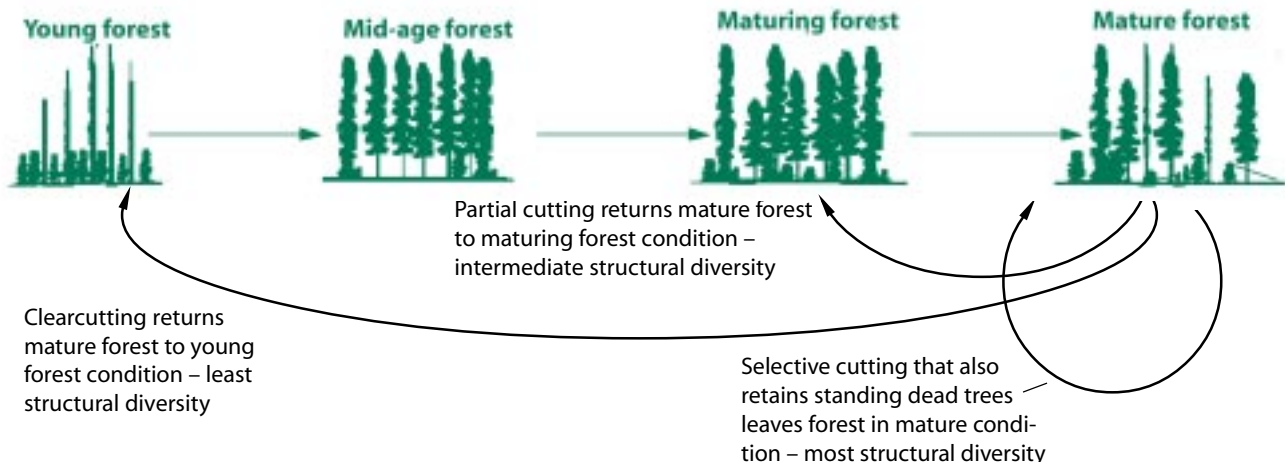 Young forest
Mid-age forest
Maturing forest
Mature forest
Partial cutting returns mature forest
to maturing forest condition –
intermediate structural diversity
Clearcutting returns
mature forest to young
forest condition – least
structural diversity
Selective cutting that also
retains standing dead trees
leaves forest in mature condi-
tion – most structural diversity